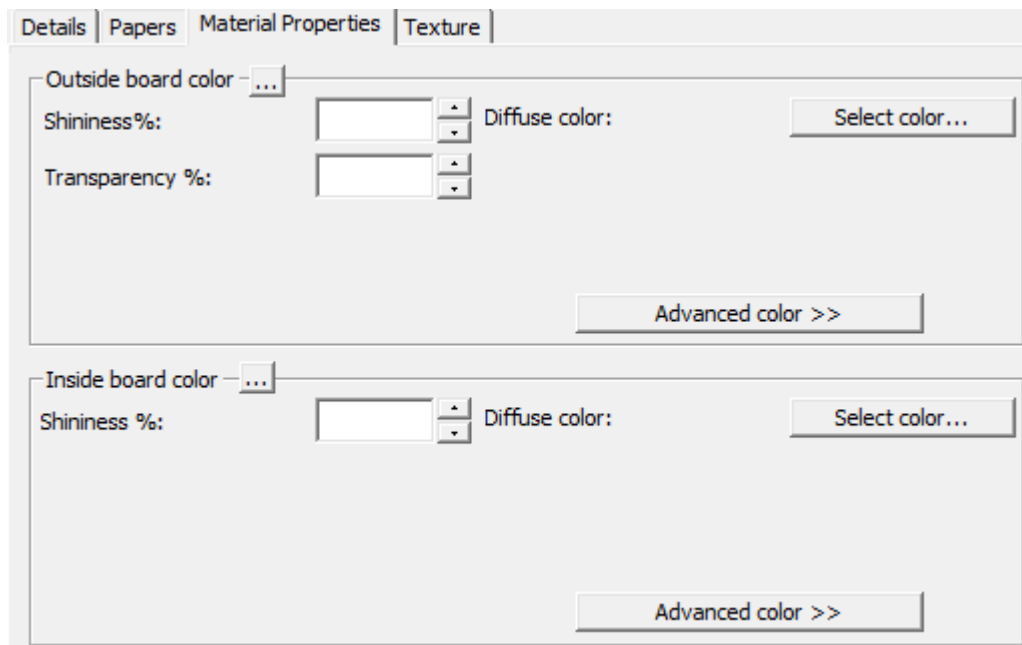 Details Papers Material Properties Texture
Outside board color ...
Shininess%: Diffuse color: Select color...
Transparency %:
Advanced color >>
Inside board color ...
Shininess %: Diffuse color: Select color...
Advanced color >>